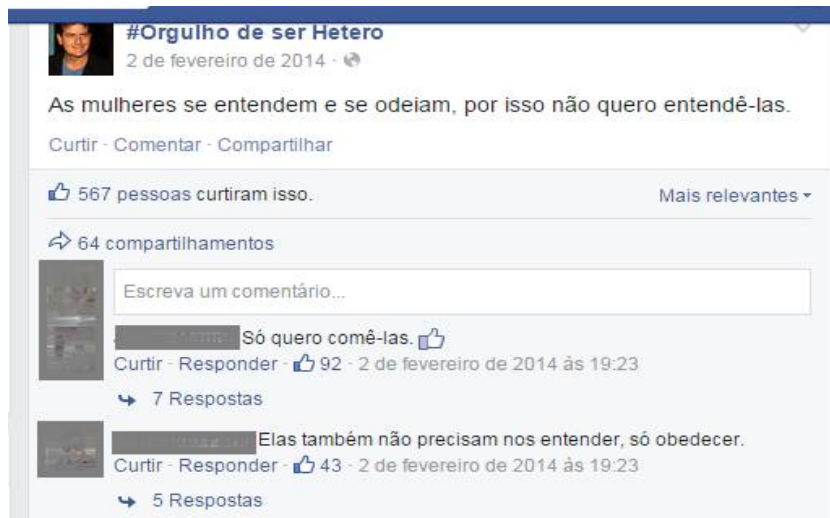 #Orgulho de ser Hetero
2 de fevereiro de 2014 ·
As mulheres se entendem e se odeiam, por isso não quero entendê-las.
Curtir · Comentar · Compartilhar
567 pessoas curtiram isso. Mais relevantes
64 compartilhamentos
Escreva um comentário...
Só quero comê-las.
Curtir · Responder · 92 · 2 de fevereiro de 2014 às 19:23
7 Respostas
Elas também não precisam nos entender, só obedecer.
Curtir · Responder · 43 · 2 de fevereiro de 2014 às 19:23
5 Respostas